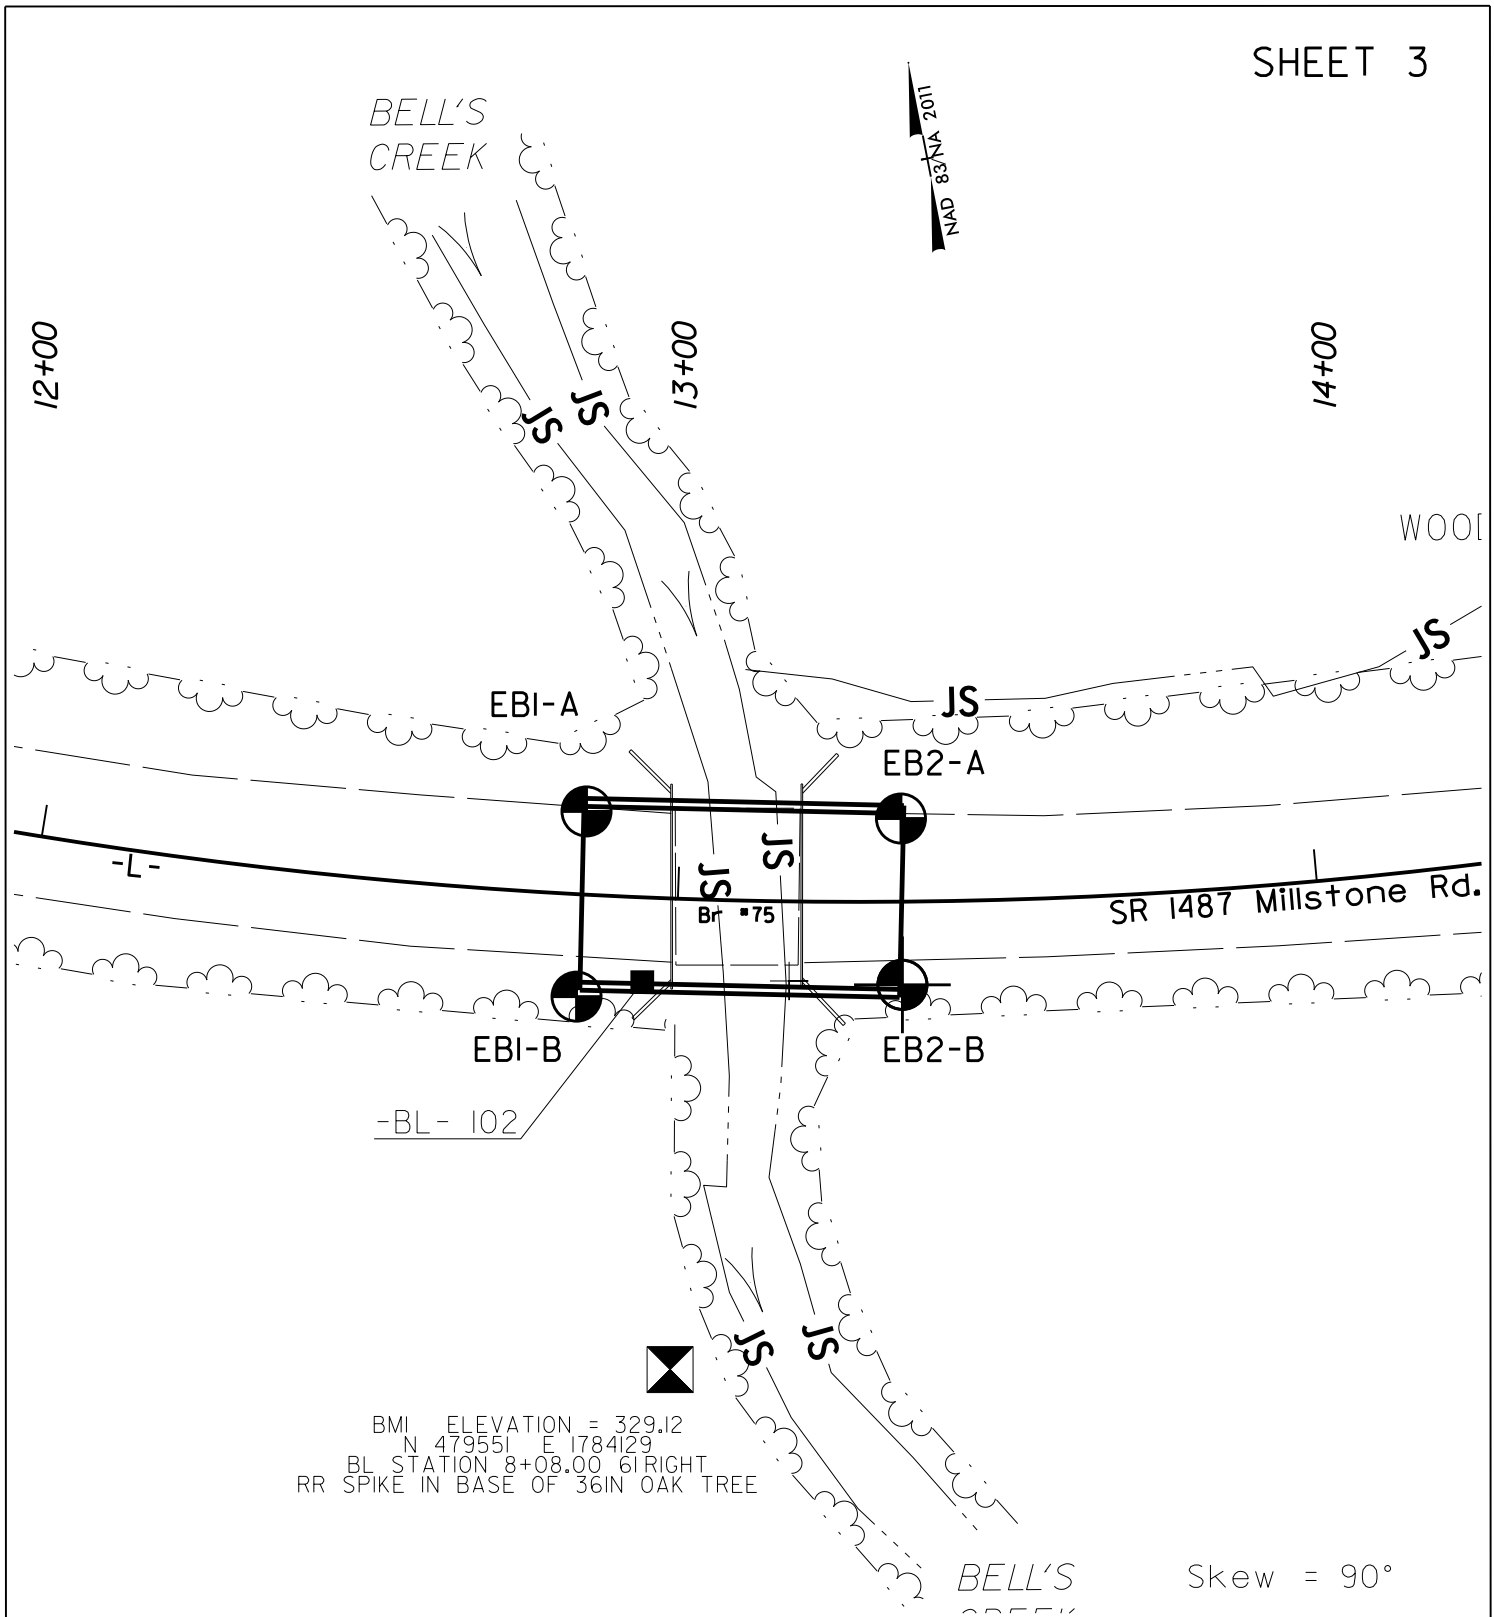 SHEET 3
BELL'S
CREEK
NAD 83/NA 2011
12+00
13+00
14+00
JS
JS
JS
JS
EB1-A
EB2-A
-L-
JS
JS
Br #75
SR 1487 Millstone Rd.
EB1-B
EB2-B
-BL- 102
JS
JS
BM1 ELEVATION = 329.12
N 479551 E 1784129
BL STATION 8+08.00 61 RIGHT
RR SPIKE IN BASE OF 36IN OAK TREE
BELL'S
CREEK
Skew = 90°